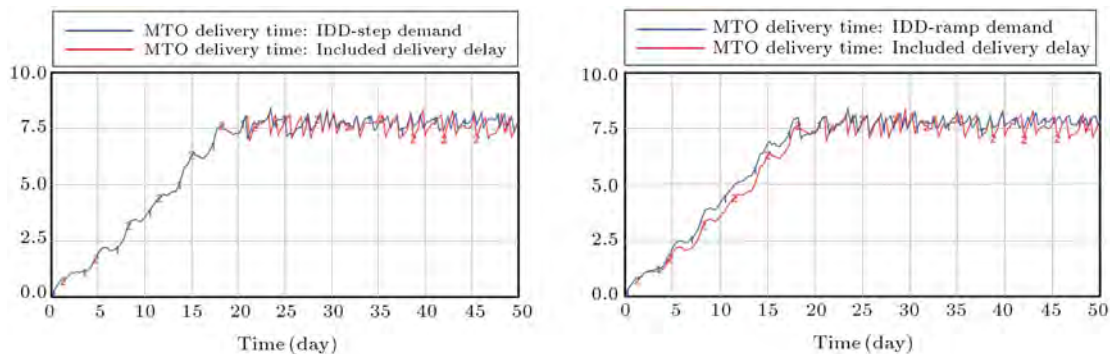 MTO delivery time: IDD-step demand
MTO delivery time: Included delivery delay
10.0
7.5
5.0
2.5
0.0
0 5 10 15 20 25 30 35 40 45 50
Time (day)
MTO delivery time: IDD-ramp demand
MTO delivery time: Included delivery delay
10.0
7.5
5.0
2.5
0.0
0 5 10 15 20 25 30 35 40 45 50
Time (day)